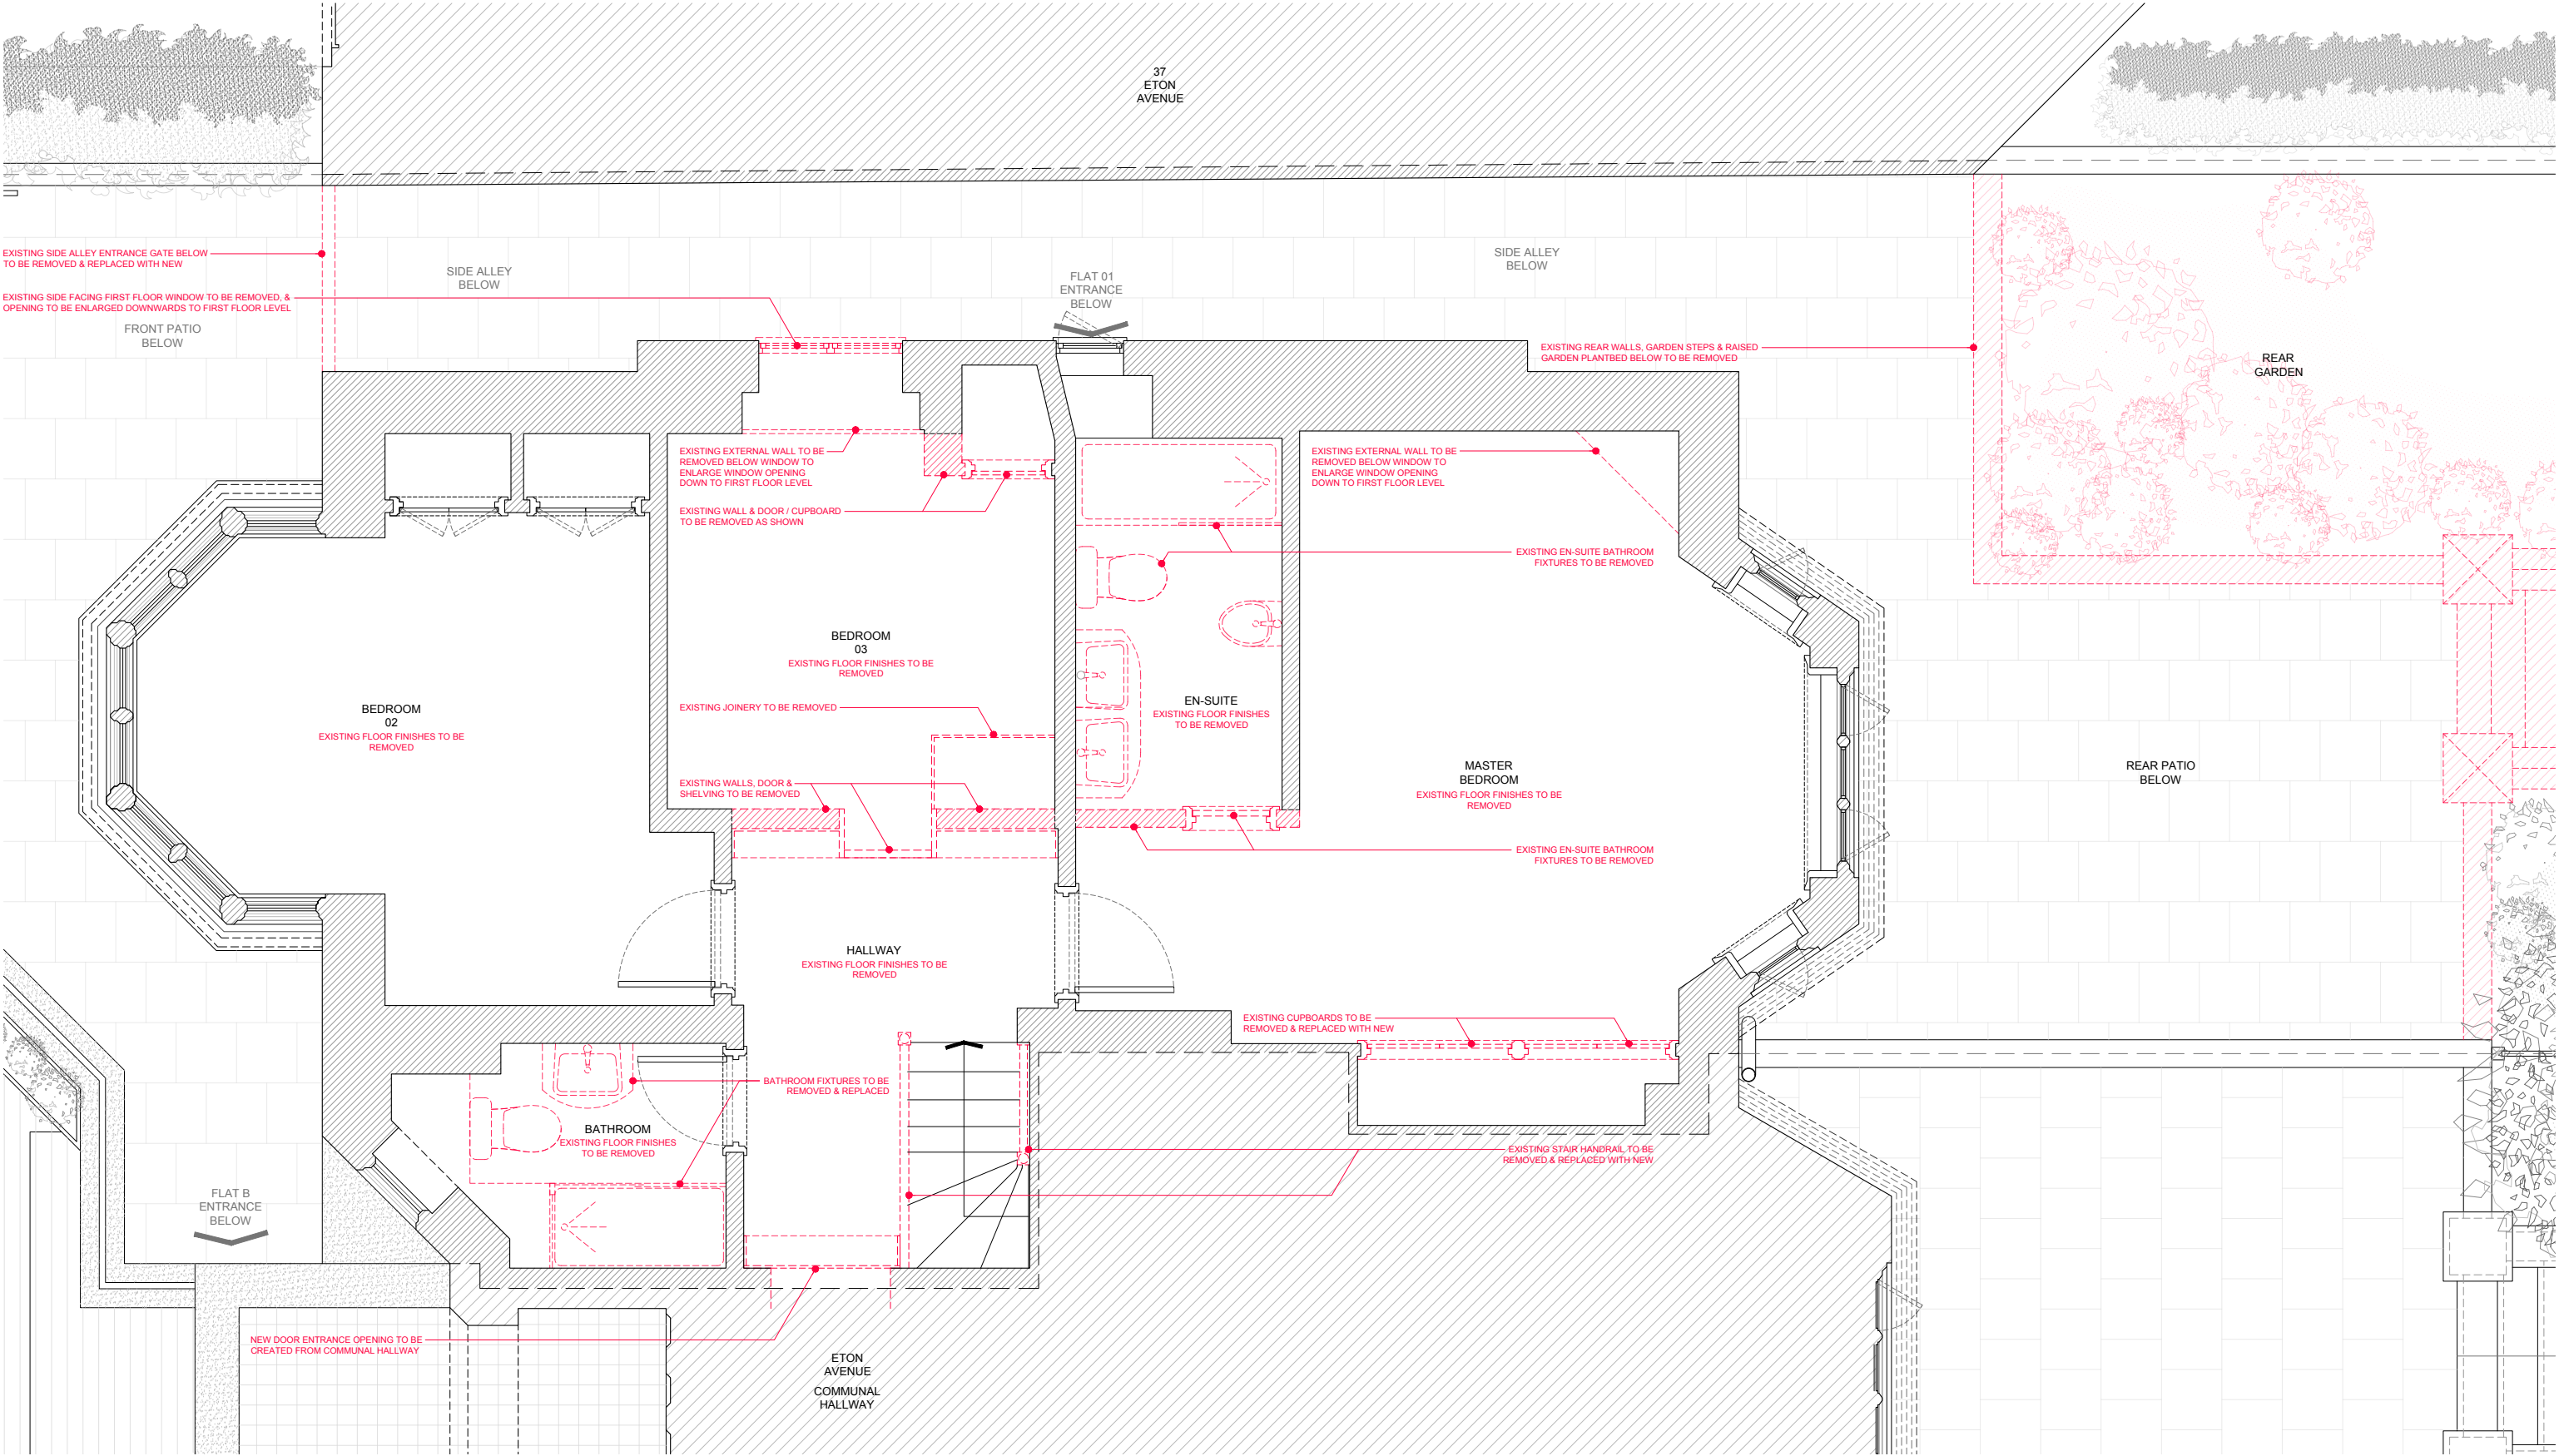 37
ETON
AVENUE
EXISTING SIDE ALLEY ENTRANCE GATE BELOW
TO BE REMOVED & REPLACED WITH NEW
SIDE ALLEY
BELOW
FLAT 01
ENTRANCE
BELOW
SIDE ALLEY
BELOW
EXISTING SIDE FACING FIRST FLOOR WINDOW TO BE REMOVED, &
OPENING TO BE ENLARGED DOWNWARDS TO FIRST FLOOR LEVEL
FRONT PATIO
BELOW
EXISTING REAR WALLS, GARDEN STEPS & RAISED
GARDEN PLANTBED BELOW TO BE REMOVED
REAR
GARDEN
EXISTING EXTERNAL WALL TO BE
REMOVED BELOW WINDOW TO
ENLARGE WINDOW OPENING
DOWN TO FIRST FLOOR LEVEL
EXISTING EXTERNAL WALL TO BE
REMOVED BELOW WINDOW TO
ENLARGE WINDOW OPENING
DOWN TO FIRST FLOOR LEVEL
EXISTING WALL & DOOR / CUPBOARD
TO BE REMOVED AS SHOWN
EXISTING EN-SUITE BATHROOM
FIXTURES TO BE REMOVED
BEDROOM
03
EXISTING FLOOR FINISHES TO BE
REMOVED
BEDROOM
02
EXISTING FLOOR FINISHES TO BE
REMOVED
EXISTING JOINERY TO BE REMOVED
EN-SUITE
EXISTING FLOOR FINISHES
TO BE REMOVED
EXISTING WALLS, DOOR &
SHELVING TO BE REMOVED
MASTER
BEDROOM
EXISTING FLOOR FINISHES TO BE
REMOVED
REAR PATIO
BELOW
EXISTING EN-SUITE BATHROOM
FIXTURES TO BE REMOVED
HALLWAY
EXISTING FLOOR FINISHES TO BE
REMOVED
EXISTING CUPBOARDS TO BE
REMOVED & REPLACED WITH NEW
BATHROOM FIXTURES TO BE
REMOVED & REPLACED
BATHROOM
EXISTING FLOOR FINISHES
TO BE REMOVED
EXISTING STAIR HANDRAIL TO BE
REMOVED & REPLACED WITH NEW
FLAT B
ENTRANCE
BELOW
NEW DOOR ENTRANCE OPENING TO BE
CREATED FROM COMMUNAL HALLWAY
ETON
AVENUE
COMMUNAL
HALLWAY